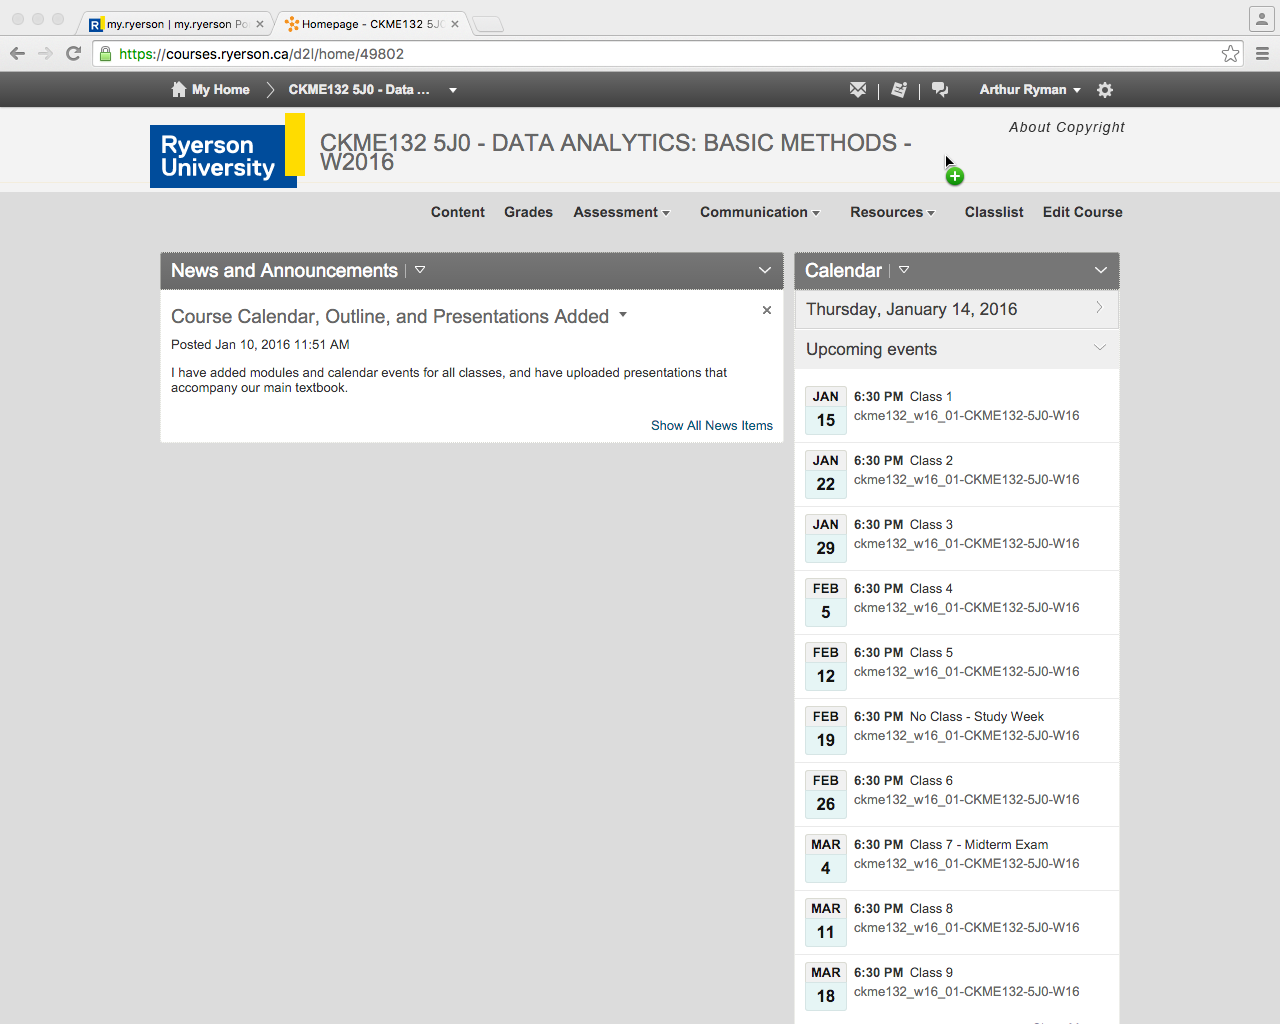 my.ryerson | my.ryerson Po
Homepage - CKME132 5J
https://courses.ryerson.ca/d2l/home/49802
My Home
CKME132 5J0 - Data ...
Arthur Ryman
Ryerson
University
CKME132 5J0 - DATA ANALYTICS: BASIC METHODS -
W2016
About Copyright
Content
Grades
Assessment
Communication
Resources
Classlist
Edit Course
News and Announcements
Course Calendar, Outline, and Presentations Added
Posted Jan 10, 2016 11:51 AM
I have added modules and calendar events for all classes, and have uploaded presentations that
accompany our main textbook.
Show All News Items
Calendar
Thursday, January 14, 2016
Upcoming events
JAN
15
6:30 PM Class 1
ckme132_w16_01-CKME132-5J0-W16
JAN
22
6:30 PM Class 2
ckme132_w16_01-CKME132-5J0-W16
JAN
29
6:30 PM Class 3
ckme132_w16_01-CKME132-5J0-W16
FEB
5
6:30 PM Class 4
ckme132_w16_01-CKME132-5J0-W16
FEB
12
6:30 PM Class 5
ckme132_w16_01-CKME132-5J0-W16
FEB
19
6:30 PM No Class - Study Week
ckme132_w16_01-CKME132-5J0-W16
FEB
26
6:30 PM Class 6
ckme132_w16_01-CKME132-5J0-W16
MAR
4
6:30 PM Class 7 - Midterm Exam
ckme132_w16_01-CKME132-5J0-W16
MAR
11
6:30 PM Class 8
ckme132_w16_01-CKME132-5J0-W16
MAR
18
6:30 PM Class 9
ckme132_w16_01-CKME132-5J0-W16